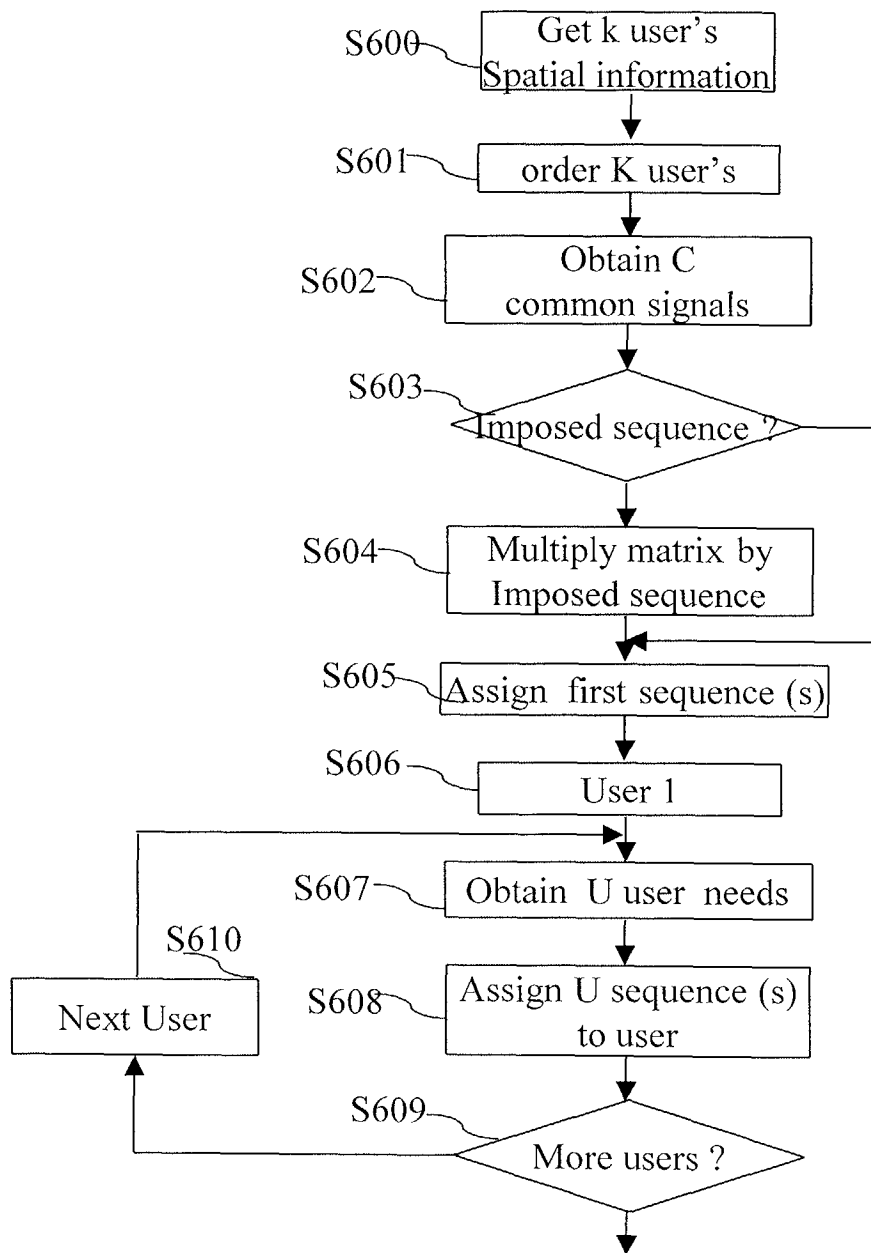 S600
Get k user's
Spatial information
S601
order K user's
S602
Obtain C
common signals
S603
Imposed sequence ?
S604
Multiply matrix by
Imposed sequence
S605
Assign first sequence (s)
S606
User 1
S607
Obtain U user needs
S610
Next User
S608
Assign U sequence (s)
to user
S609
More users ?